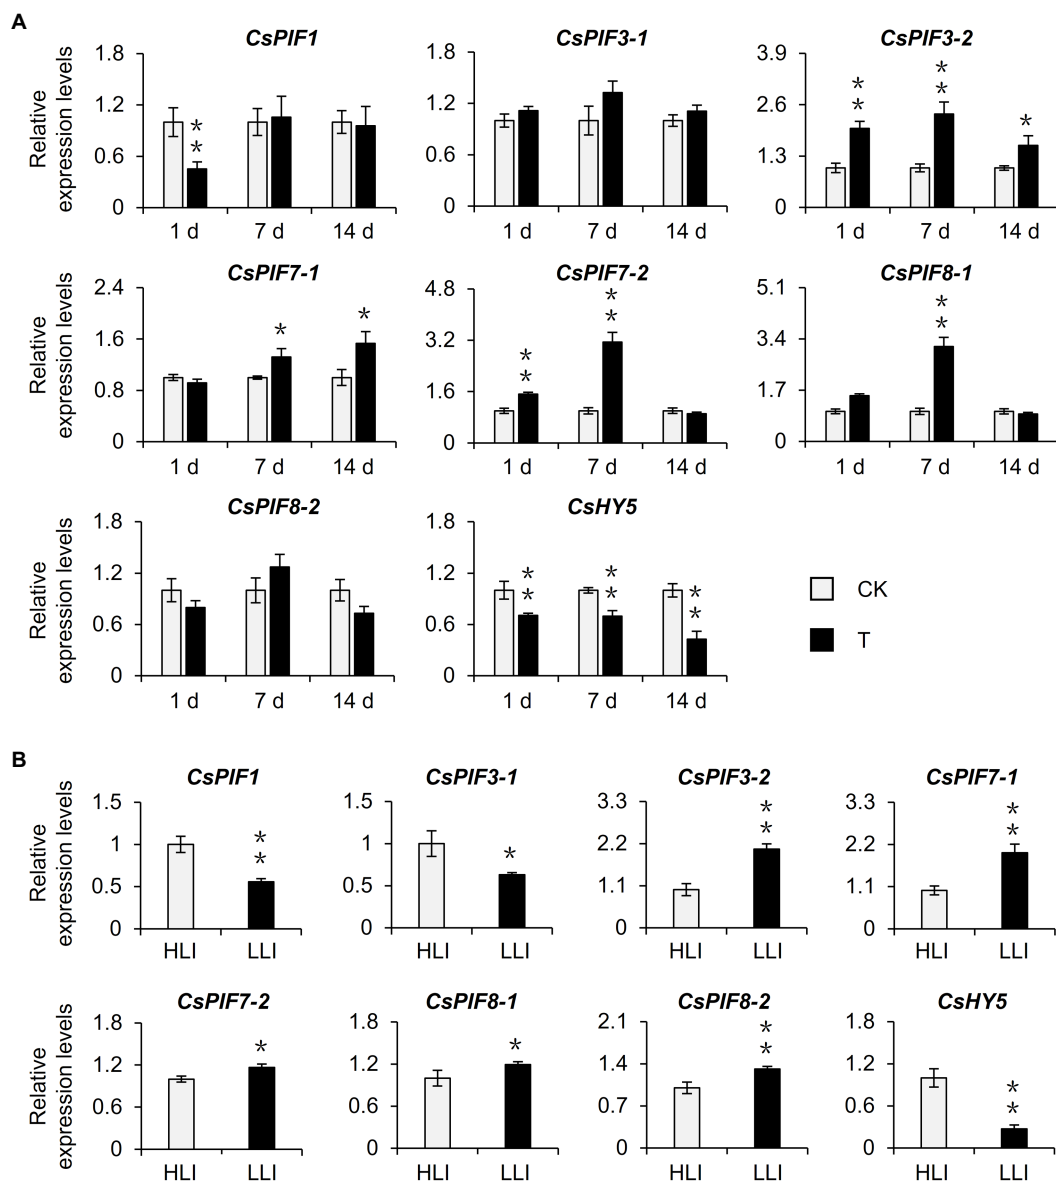 A
CsPIF1
CsPIF3-1
CsPIF3-2
Relative
expression levels
1.8
1.2
0.6
0
**
1 d 7 d 14 d
1.8
1.2
0.6
0
1 d 7 d 14 d
3.9
2.6
1.3
0
** ** *
1 d 7 d 14 d
CsPIF7-1
CsPIF7-2
CsPIF8-1
Relative
expression levels
2.4
1.6
0.8
0
* *
1 d 7 d 14 d
4.8
3.2
1.6
0
** **
1 d 7 d 14 d
5.1
3.4
1.7
0
**
1 d 7 d 14 d
CsPIF8-2
CsHY5
Relative
expression levels
1.8
1.2
0.6
0
1 d 7 d 14 d
1.8
1.2
0.6
0
** ** **
1 d 7 d 14 d
CK
T
B
CsPIF1
CsPIF3-1
CsPIF3-2
CsPIF7-1
Relative
expression levels
1.5
1
0.5
0
**
HLI LLI
1.5
1
0.5
0
*
HLI LLI
3.3
2.2
1.1
0
**
HLI LLI
3.3
2.2
1.1
0
**
HLI LLI
CsPIF7-2
CsPIF8-1
CsPIF8-2
CsHY5
Relative
expression levels
1.8
1.2
0.6
0
*
HLI LLI
1.8
1.2
0.6
0
*
HLI LLI
2.1
1.4
0.7
0
**
HLI LLI
1.8
1.2
0.6
0
**
HLI LLI